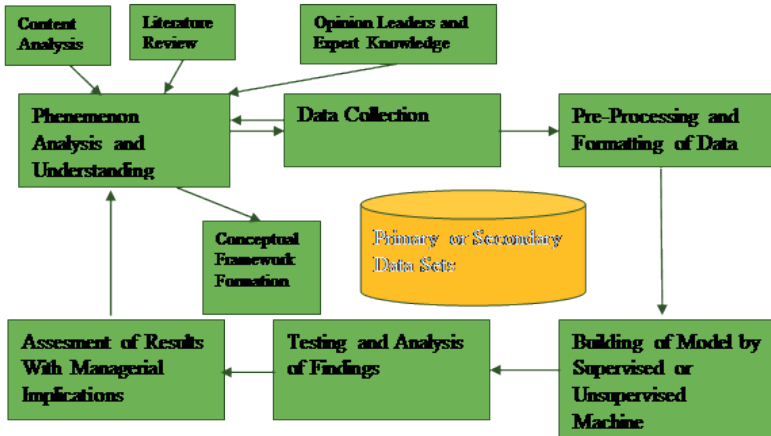 Content
Analysis
Literature
Review
Opinion Leaders and
Expert Knowledge
Phenemenon
Analysis and
Understanding
Data Collection
Pre-Processing and
Formatting of Data
Conceptual
Framework
Formation
Primary or Secondary
Data Sets
Assesment of Results
With Managerial
Implications
Testing and Analysis
of Findings
Building of Model by
Supervised or
Unsupervised
Machine